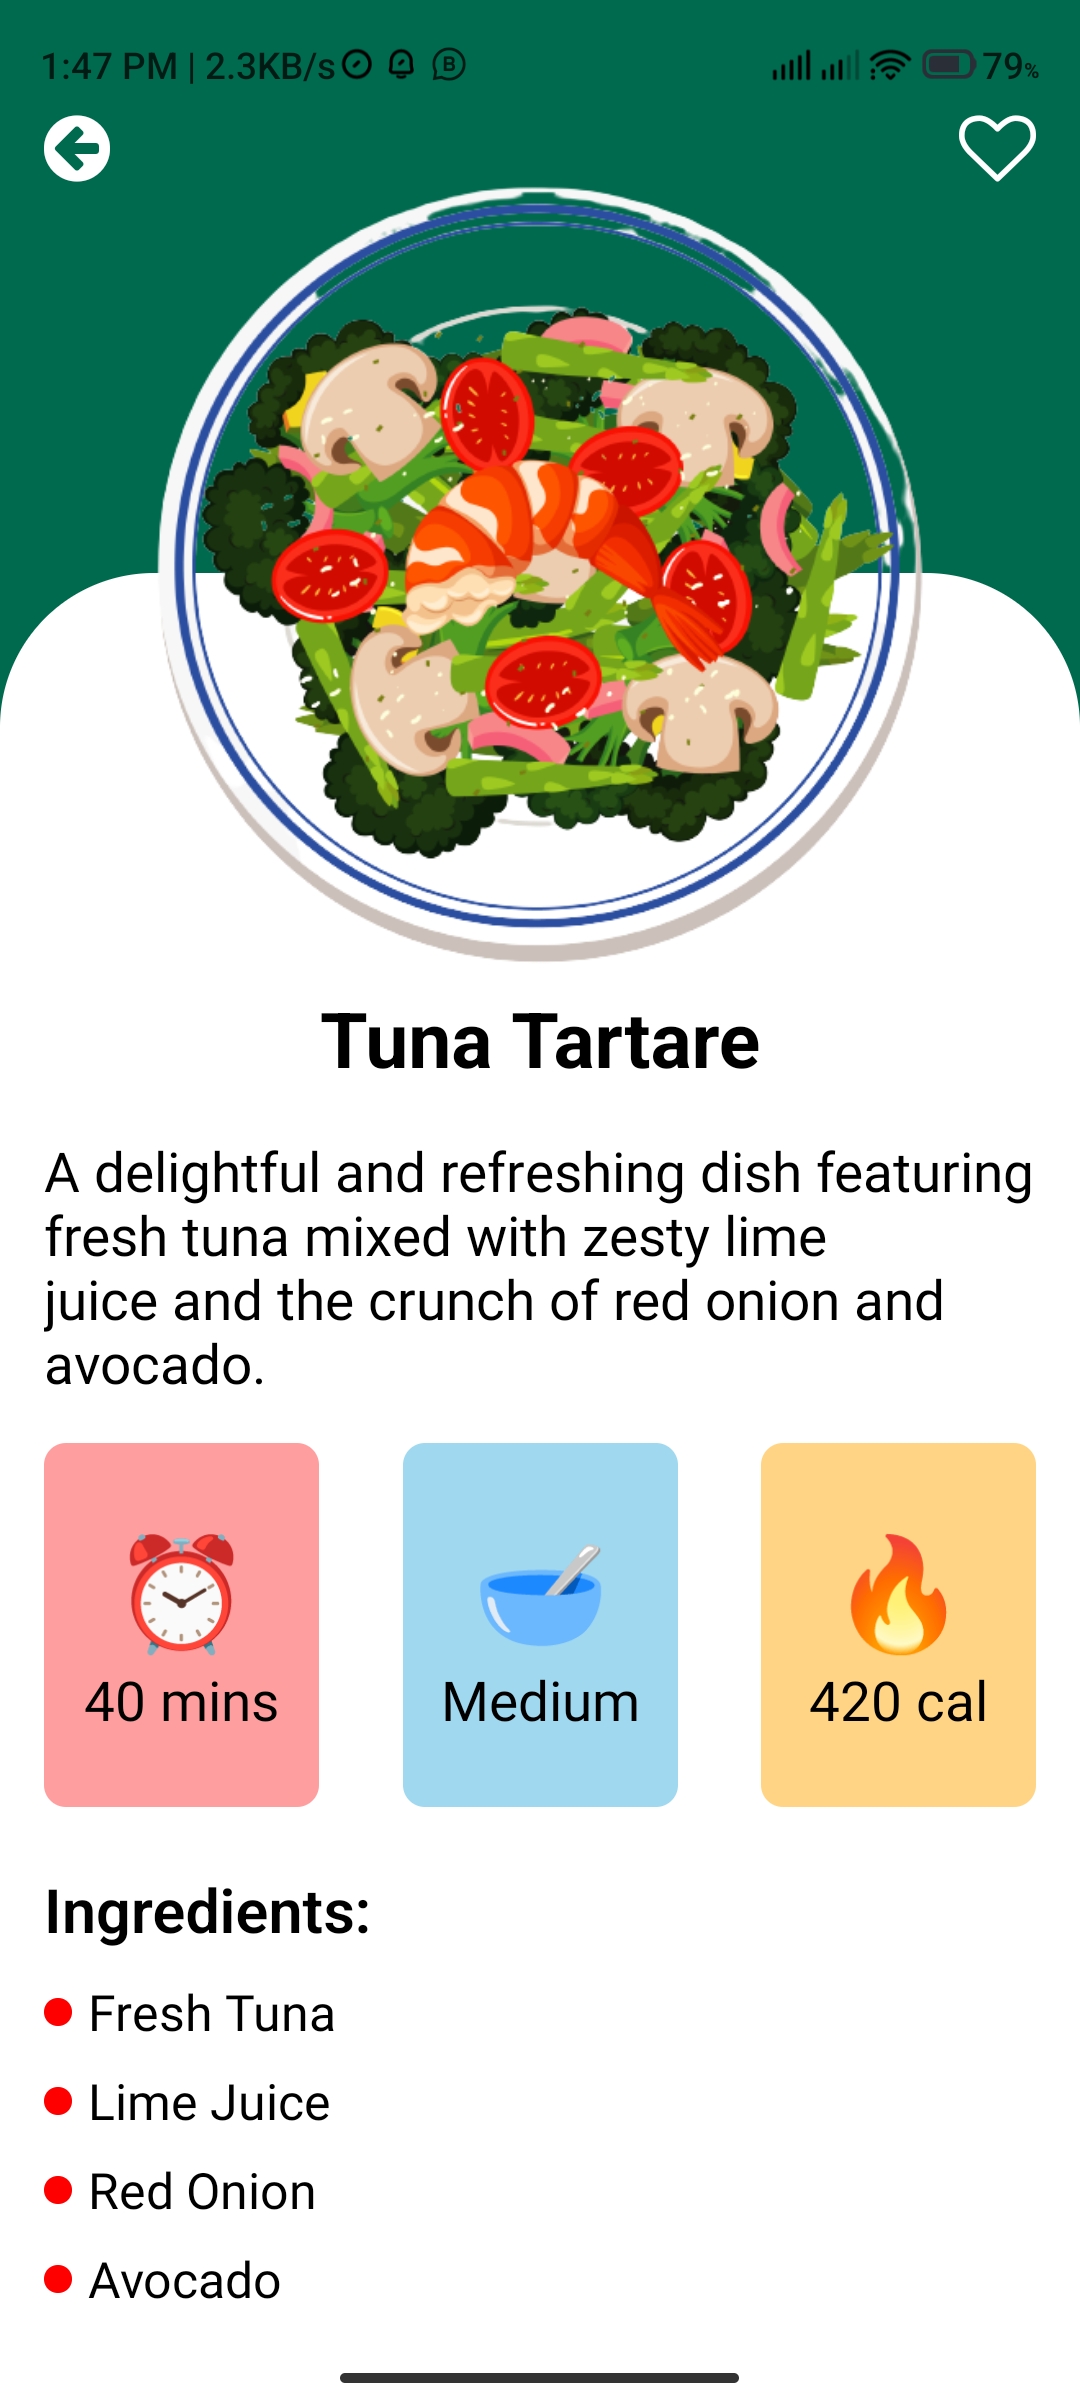 1:47 PM | 2.3KB/s B 79%
Tuna Tartare
A delightful and refreshing dish featuring
fresh tuna mixed with zesty lime
juice and the crunch of red onion and
avocado.
40 mins
Medium
420 cal
Ingredients:
Fresh Tuna
Lime Juice
Red Onion
Avocado